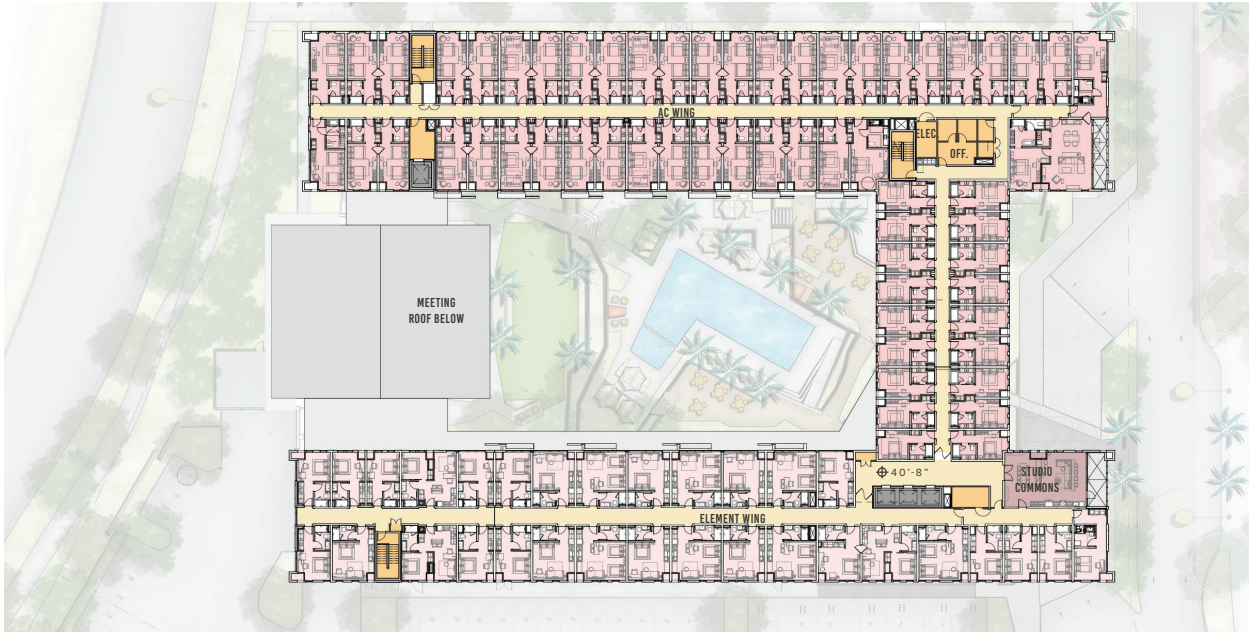 AC WING
ELEC
OFF.
MEETING
ROOF BELOW
40'-8"
STUDIO
COMMONS
ELEMENT WING
H H H H H